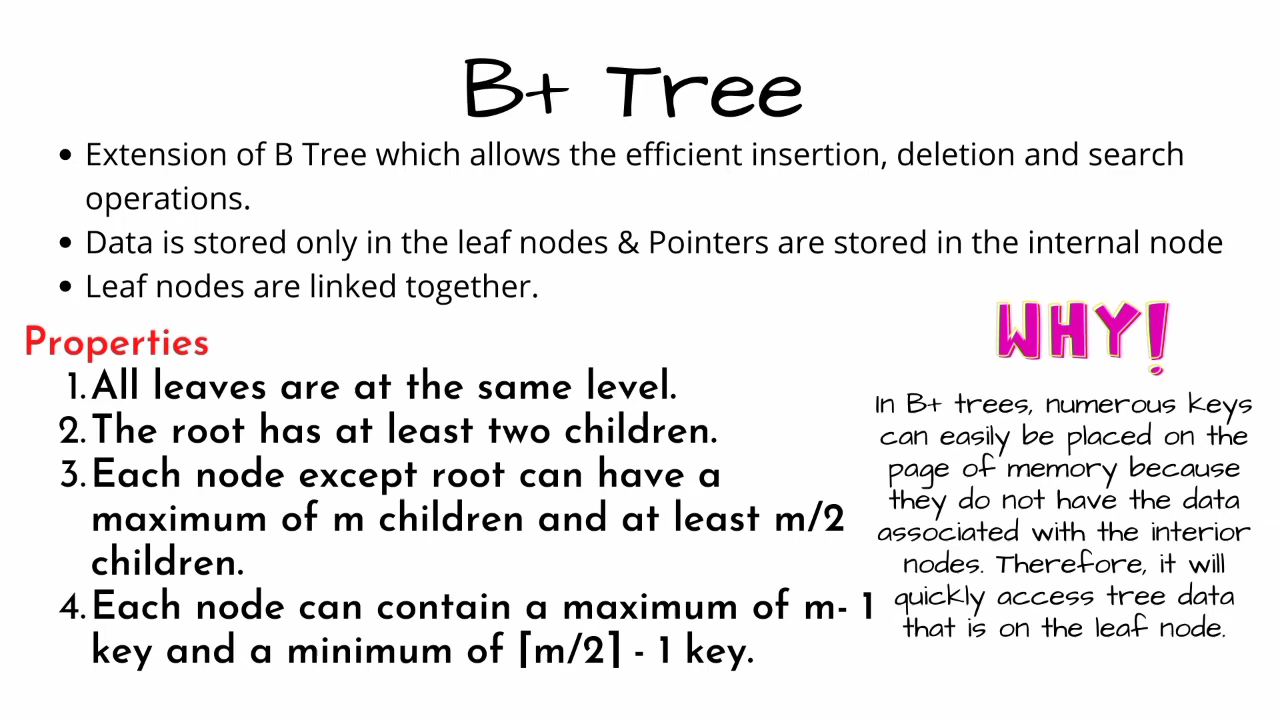 B+ Tree
• Extension of B Tree which allows the efficient insertion, deletion and search
operations.
• Data is stored only in the leaf nodes & Pointers are stored in the internal node
• Leaf nodes are linked together.
Properties
1. All leaves are at the same level.
2. The root has at least two children.
3. Each node except root can have a
maximum of m children and at least m/2
children.
4. Each node can contain a maximum of m- 1
key and a minimum of ⌈m/2⌉ - 1 key.
WHY!
In B+ trees, numerous keys
can easily be placed on the
page of memory because
they do not have the data
associated with the interior
nodes. Therefore, it will
quickly access tree data
that is on the leaf node.